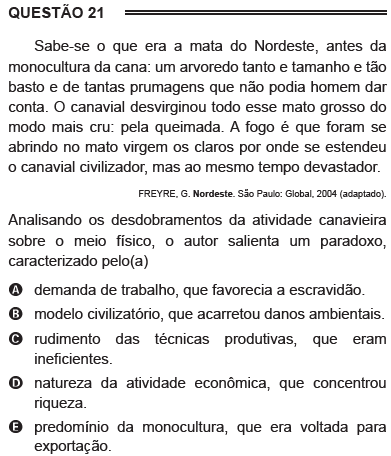 QUESTÃO 21
Sabe-se o que era a mata do Nordeste, antes da
monocultura da cana: um arvoredo tanto e tamanho e tão
basto e de tantas prumagens que não podia homem dar
conta. O canavial desvirginou todo esse mato grosso do
modo mais cru: pela queimada. A fogo é que foram se
abrindo no mato virgem os claros por onde se estendeu
o canavial civilizador, mas ao mesmo tempo devastador.
FREYRE, G. Nordeste. São Paulo: Global, 2004 (adaptado).
Analisando os desdobramentos da atividade canavieira
sobre o meio físico, o autor salienta um paradoxo,
caracterizado pelo(a)
A demanda de trabalho, que favorecia a escravidão.
B modelo civilizatório, que acarretou danos ambientais.
C rudimento das técnicas produtivas, que eram
ineficientes.
D natureza da atividade econômica, que concentrou
riqueza.
E predomínio da monocultura, que era voltada para
exportação.